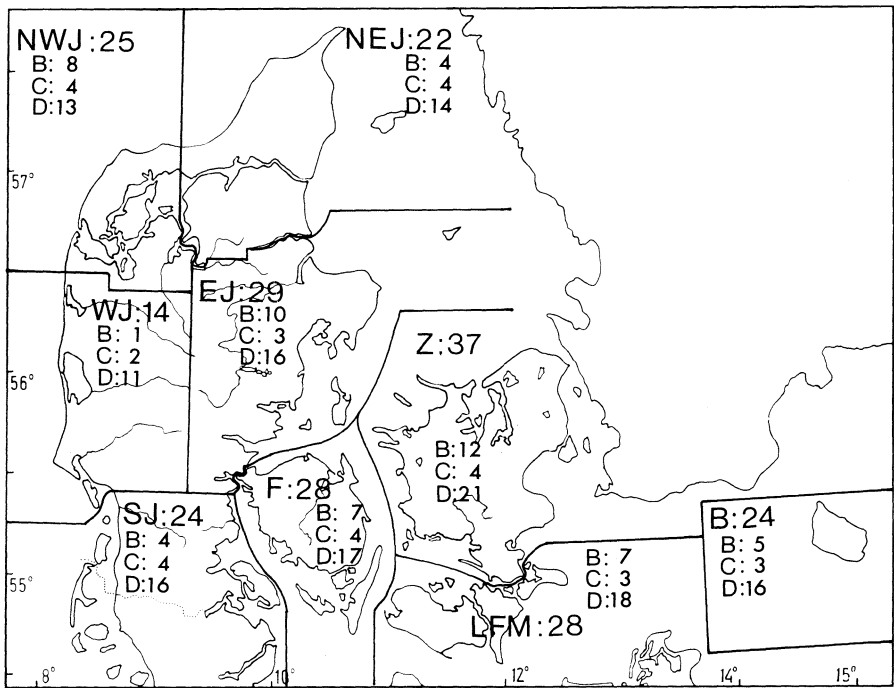 NWJ:25
B: 8
C: 4
D:13
NEJ:22
B: 4
C: 4
D:14
57°
WJ:14
B: 1
C: 2
D:11
EJ:29
B:10
C: 3
D:16
Z:37
B:12
C: 4
D:21
56°
SJ:24
B: 4
C: 4
D:16
F:28
B: 7
C: 4
D:17
B: 7
C: 3
D:18
LFM:28
B:24
B: 5
C: 3
D:16
55°
8°
10°
12°
14°
15°